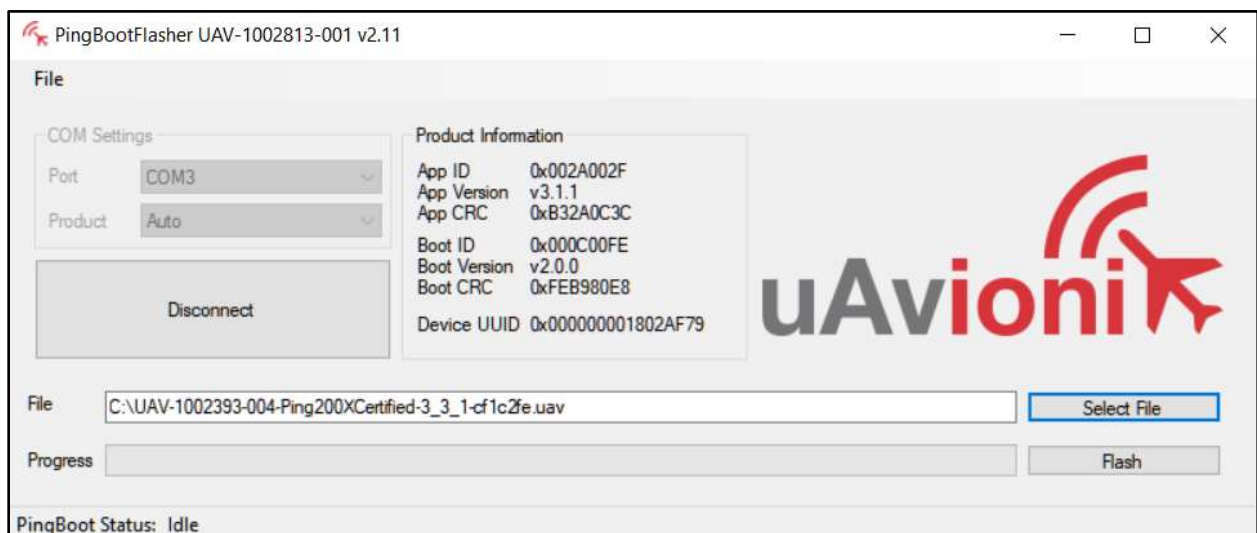 PingBootFlasher UAV-1002813-001 v2.11
File
COM Settings
Port COM3
Product Auto
Disconnect
Product Information
App ID 0x002A002F
App Version v3.1.1
App CRC 0xB32A0C3C
Boot ID 0x000C00FE
Boot Version v2.0.0
Boot CRC 0xFEB980E8
Device UUID 0x000000001802AF79
uAvioni
File C:\UAV-1002393-004-Ping200XCertified-3_3_1-cf1c2fe.uav Select File
Progress Flash
PingBoot Status: Idle